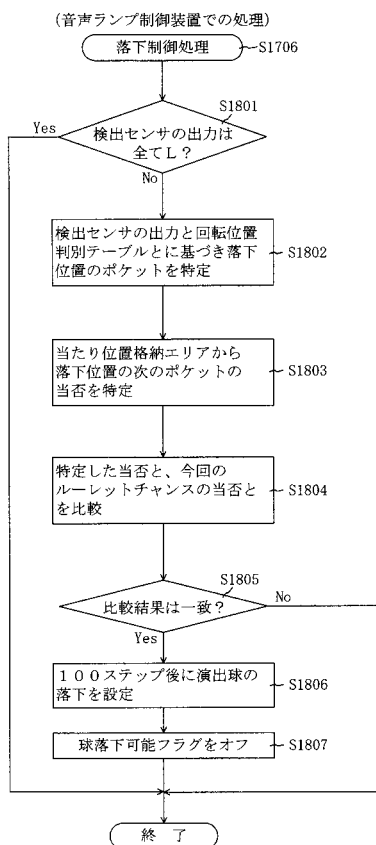 (音声ランプ制御装置での処理)
落下制御処理
S1706
S1801
Yes
検出センサの出力は
全てL?
No
検出センサの出力と回転位置
判別テーブルとに基づき落下
位置のポケットを特定
S1802
当たり位置格納エリアから
落下位置の次のポケットの
当否を特定
S1803
特定した当否と、今回の
ルーレットチャンスの当否と
を比較
S1804
S1805
比較結果は一致?
No
Yes
100ステップ後に演出球の
落下を設定
S1806
球落下可能フラグをオフ
S1807
終 了